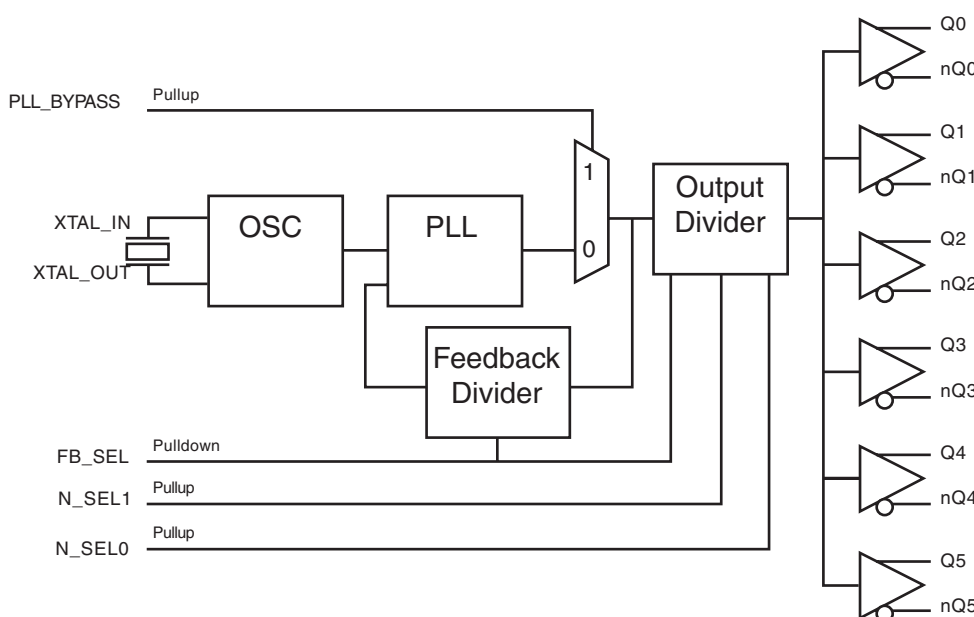 PLL_BYPASS
Pullup
XTAL_IN
XTAL_OUT
OSC
PLL
1
0
Output
Divider
Feedback
Divider
FB_SEL
Pulldown
N_SEL1
Pullup
N_SEL0
Pullup
Q0
nQ0
Q1
nQ1
Q2
nQ2
Q3
nQ3
Q4
nQ4
Q5
nQ5